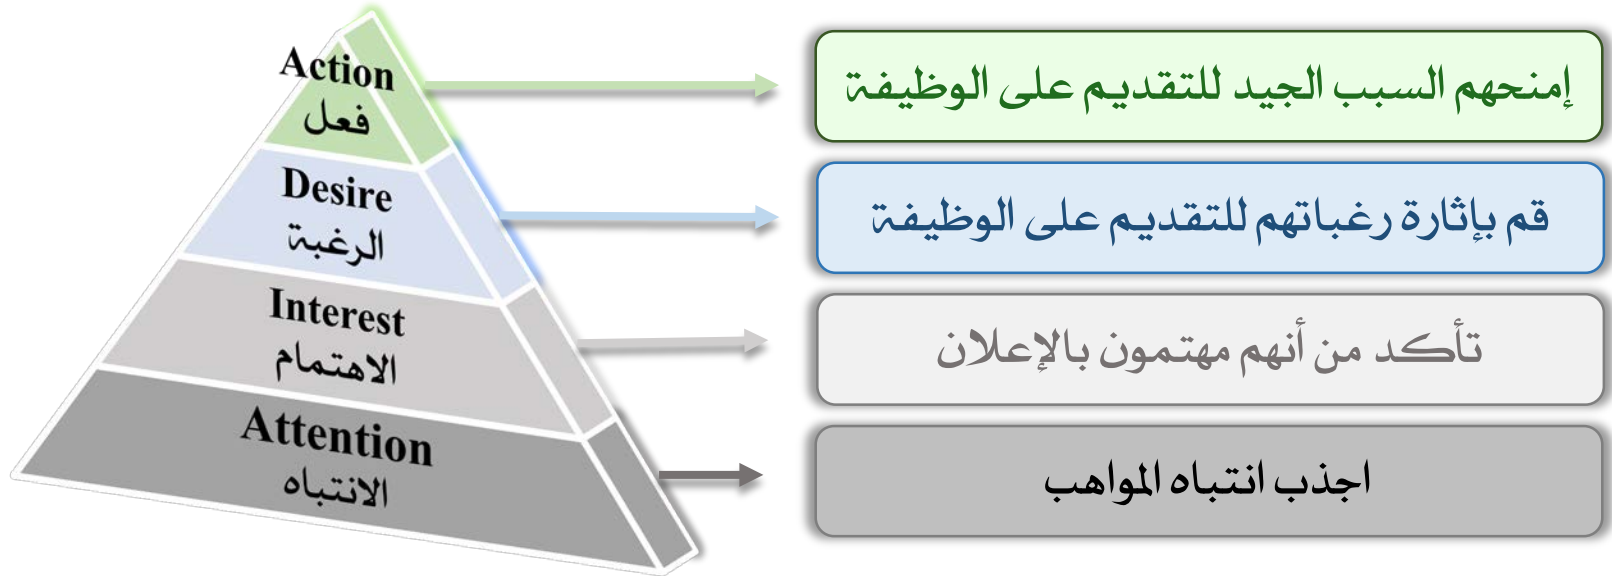 Action
فعل
إمنحهم السبب الجيد للتقديم على الوظيفة
Desire
الرغبة
قم بإثارة رغباتهم للتقديم على الوظيفة
Interest
الاهتمام
تأكد من أنهم مهتمون بالإعلان
Attention
الانتباه
اجذب انتباه المواهب